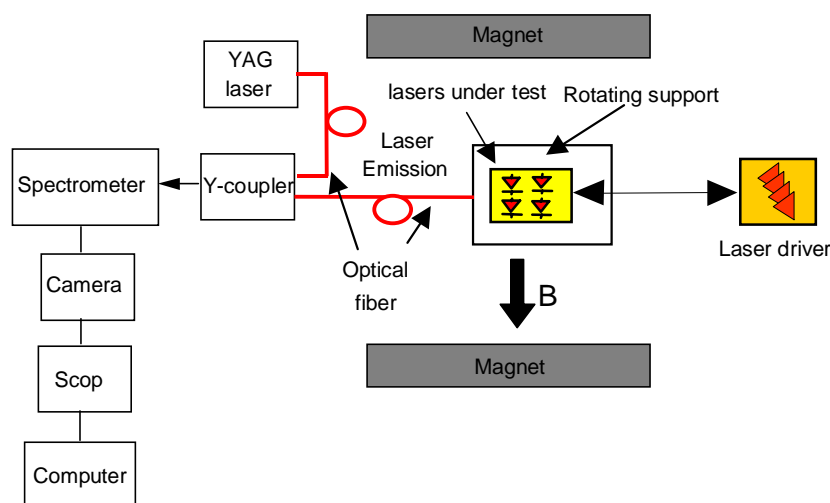 Magnet
YAG
laser
lasers under test
Rotating support
Laser
Emission
Spectrometer
Y-coupler
Laser driver
Optical
fiber
Camera
B
Magnet
Scop
Computer